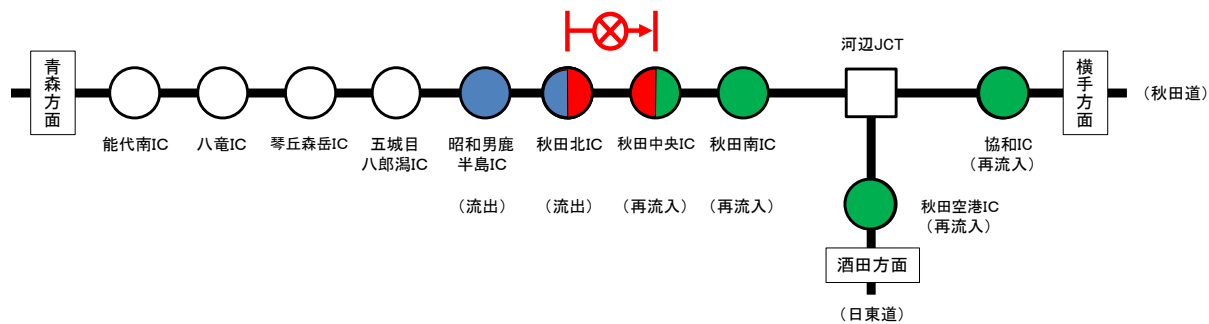 河辺JCT
青森方面
横手方面
(秋田道)
能代南IC
八竜IC
琴丘森岳IC
五城目
八郎潟IC
昭和男鹿
半島IC
秋田北IC
秋田中央IC
秋田南IC
協和IC
(再流入)
(流出)
(流出)
(再流入)
(再流入)
秋田空港IC
(再流入)
酒田方面
(日東道)